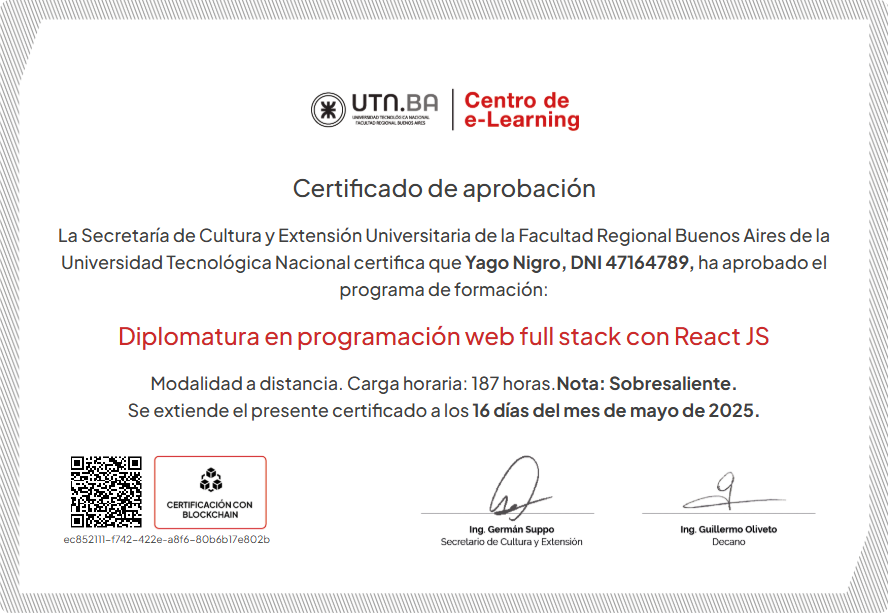 UTN.BA
UNIVERSIDAD TECNOLÓGICA NACIONAL
FACULTAD REGIONAL BUENOS AIRES
Centro de
e-Learning
Certificado de aprobación
La Secretaría de Cultura y Extensión Universitaria de la Facultad Regional Buenos Aires de la
Universidad Tecnológica Nacional certifica que Yago Nigro, DNI 47164789, ha aprobado el
programa de formación:
Diplomatura en programación web full stack con React JS
Modalidad a distancia. Carga horaria: 187 horas.Nota: Sobresaliente.
Se extiende el presente certificado a los 16 días del mes de mayo de 2025.
CERTIFICACIÓN CON
BLOCKCHAIN
ec852111-f742-422e-a8f6-80b6b17e802b
Ing. Germán Suppo
Secretario de Cultura y Extensión
Ing. Guillermo Oliveto
Decano